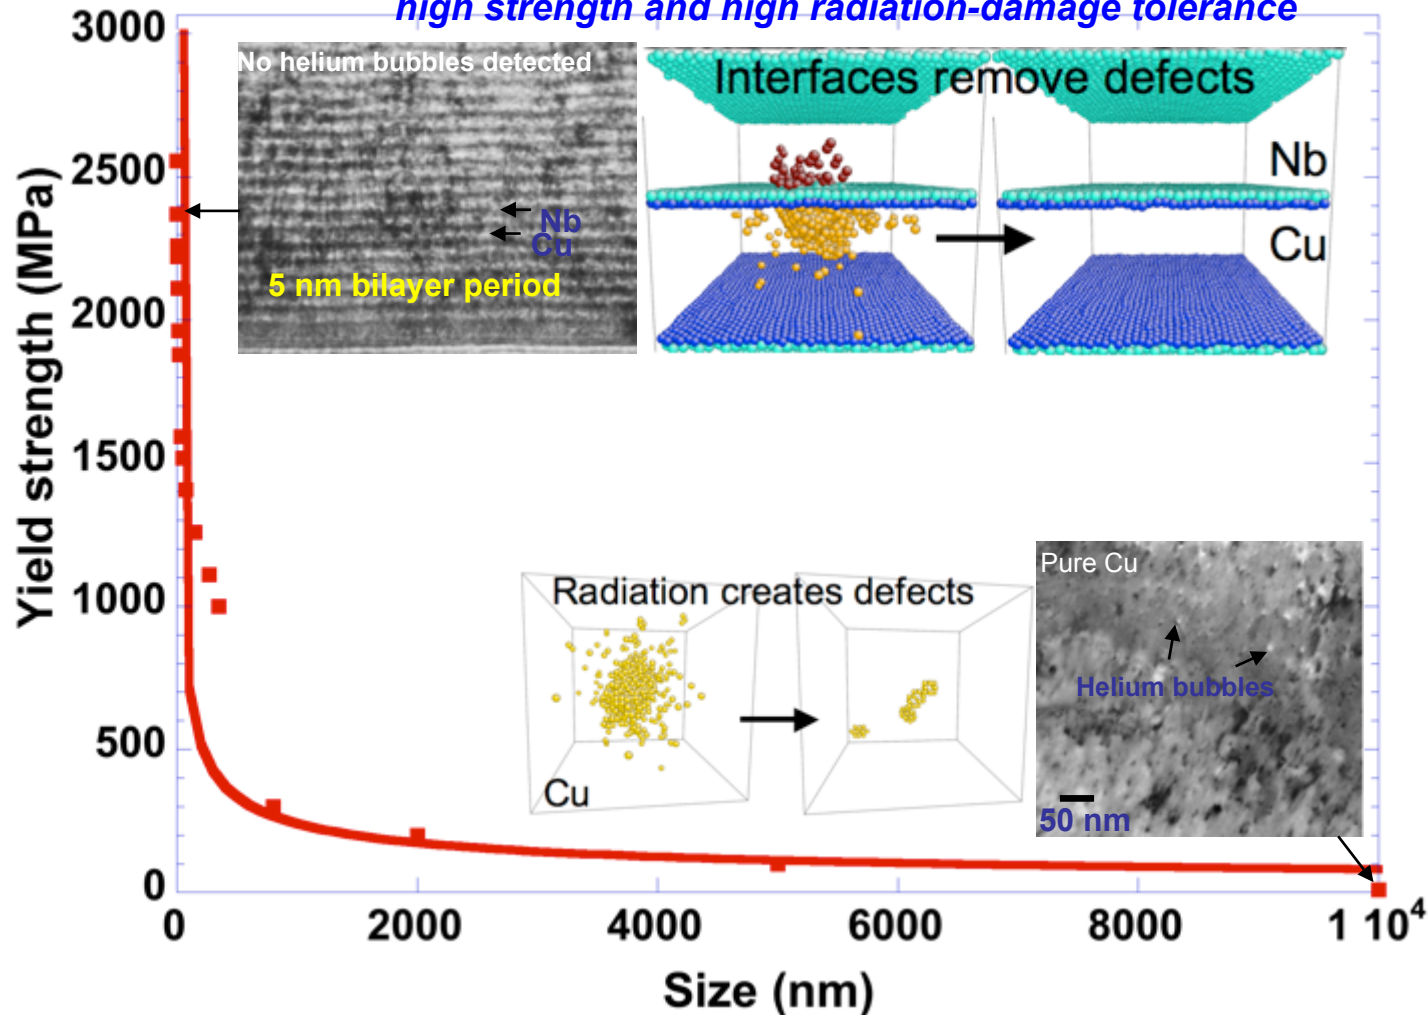 high strength and high radiation-damage tolerance
3000
2500
2000
1500
1000
500
0
Yield strength (MPa)
No helium bubbles detected
Nb
Cu
5 nm bilayer period
Interfaces remove defects
Nb
Cu
Radiation creates defects
Cu
Pure Cu
Helium bubbles
50 nm
0 2000 4000 6000 8000 1 10⁴
Size (nm)